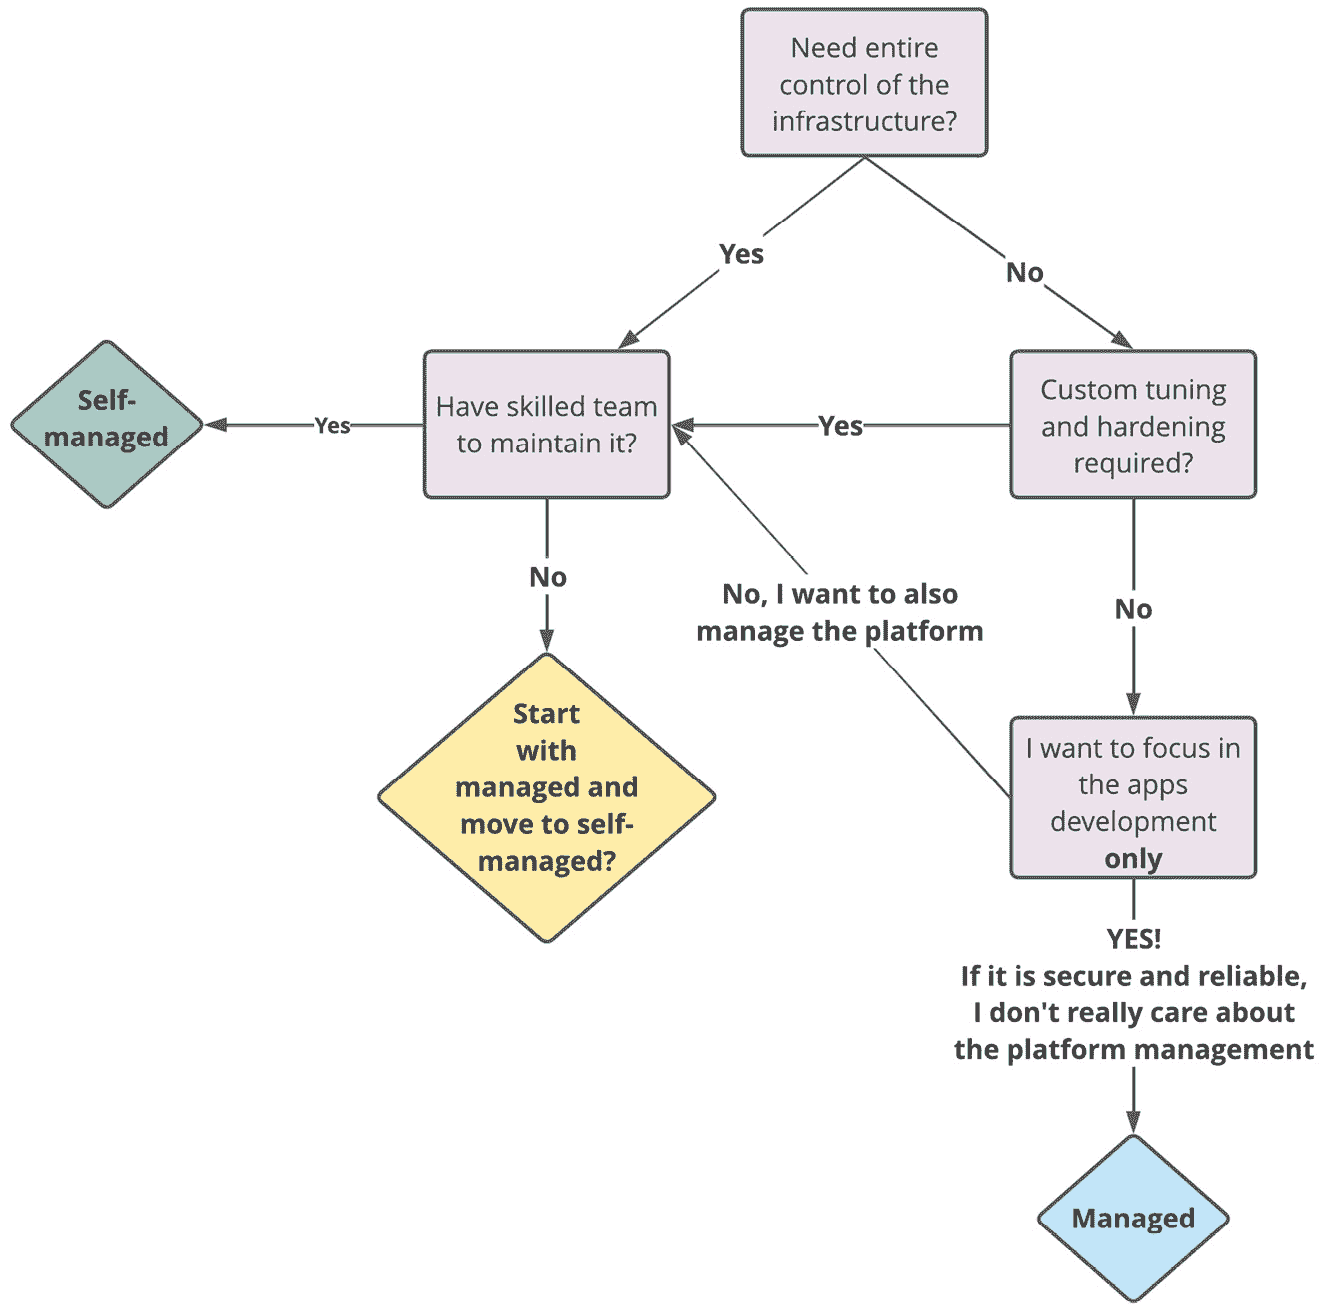 Need entire
control of the
infrastructure?
Yes
No
Self-
managed
Yes
Have skilled team
to maintain it?
Yes
Custom tuning
and hardening
required?
No
No, I want to also
manage the platform
No
Start
with
managed and
move to self-
managed?
I want to focus in
the apps
development
only
YES!
If it is secure and reliable,
I don't really care about
the platform management
Managed